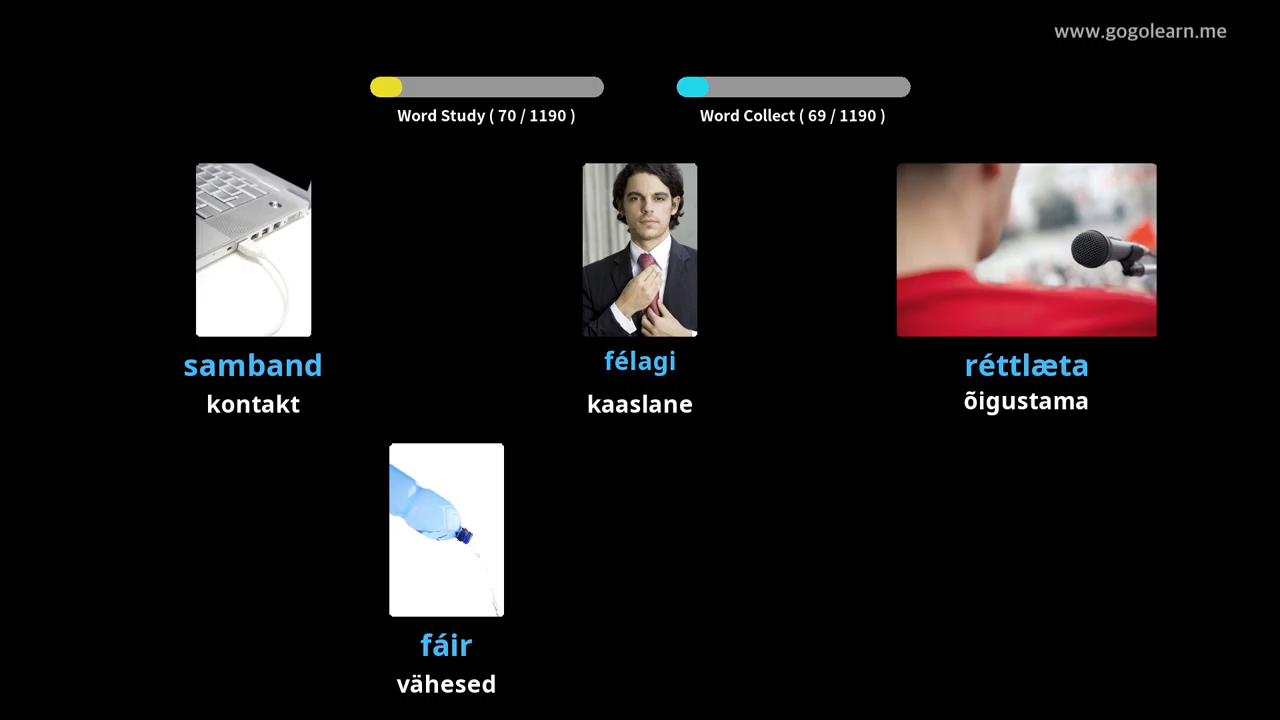 www.gogolearn.me
Word Study ( 70 / 1190 )
Word Collect ( 69 / 1190 )
samband
kontakt
félagi
kaaslane
réttlæta
õigustama
fáir
vähesed